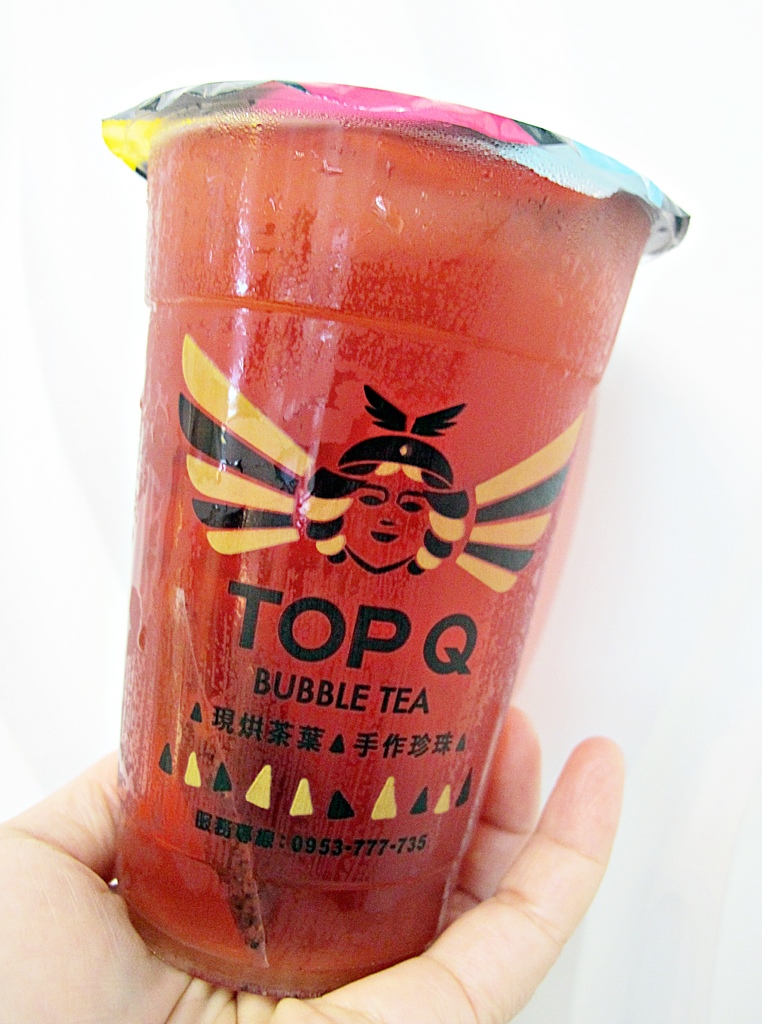 TOP Q
BUBBLE TEA
▲現烘茶葉▲手作珍珠▲
服務專線:0953-777-735